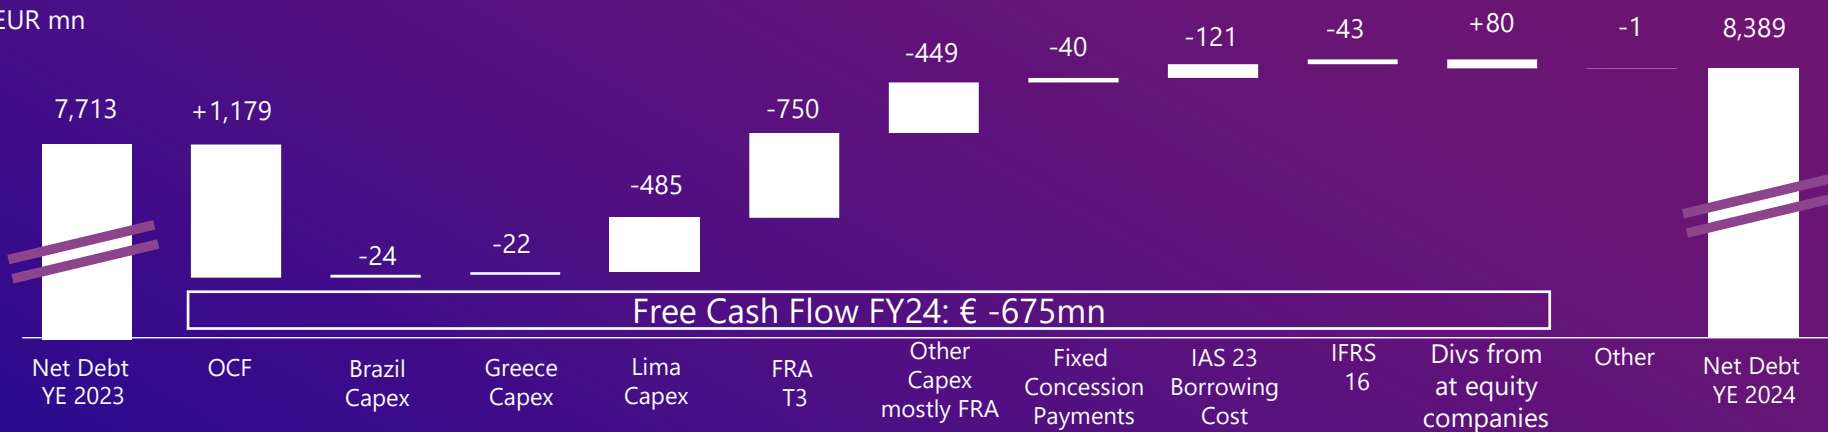 EUR mn
7,713
+1,179
-24
-22
-485
-750
-449
-40
-121
-43
+80
-1
8,389
Free Cash Flow FY24: € -675mn
Net Debt
YE 2023
OCF
Brazil
Capex
Greece
Capex
Lima
Capex
FRA
T3
Other
Capex
mostly FRA
Fixed
Concession
Payments
IAS 23
Borrowing
Cost
IFRS
16
Divs from
at equity
companies
Other
Net Debt
YE 2024